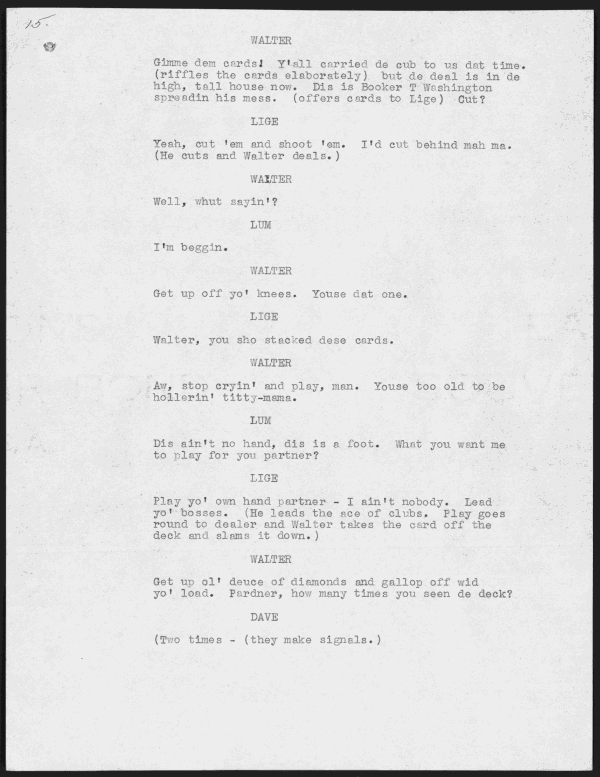 15.
WALTER
Gimme dem cards! Y'all carried de cub to us dat time.
(riffles the cards elaborately) but de deal is in de
high, tall house now. Dis is Booker T Washington
spreadin his mess. (offers cards to Lige) Cut?
LIGE
Yeah, cut 'em and shoot 'em. I'd cut behind mah ma.
(He cuts and Walter deals.)
WALTER
Well, whut sayin'?
LUM
I'm beggin.
WALTER
Get up off yo' knees. Youse dat one.
LIGE
Walter, you sho stacked dese cards.
WALTER
Aw, stop cryin' and play, man. Youse too old to be
hollerin' titty-mama.
LUM
Dis ain't no hand, dis is a foot. What you want me
to play for you partner?
LIGE
Play yo' own hand partner - I ain't nobody. Lead
yo' bosses. (He leads the ace of clubs. Play goes
round to dealer and Walter takes the card off the
deck and slams it down.)
WALTER
Get up ol' deuce of diamonds and gallop off wid
yo' load. Pardner, how many times you seen de deck?
DAVE
(Two times - (they make signals.)